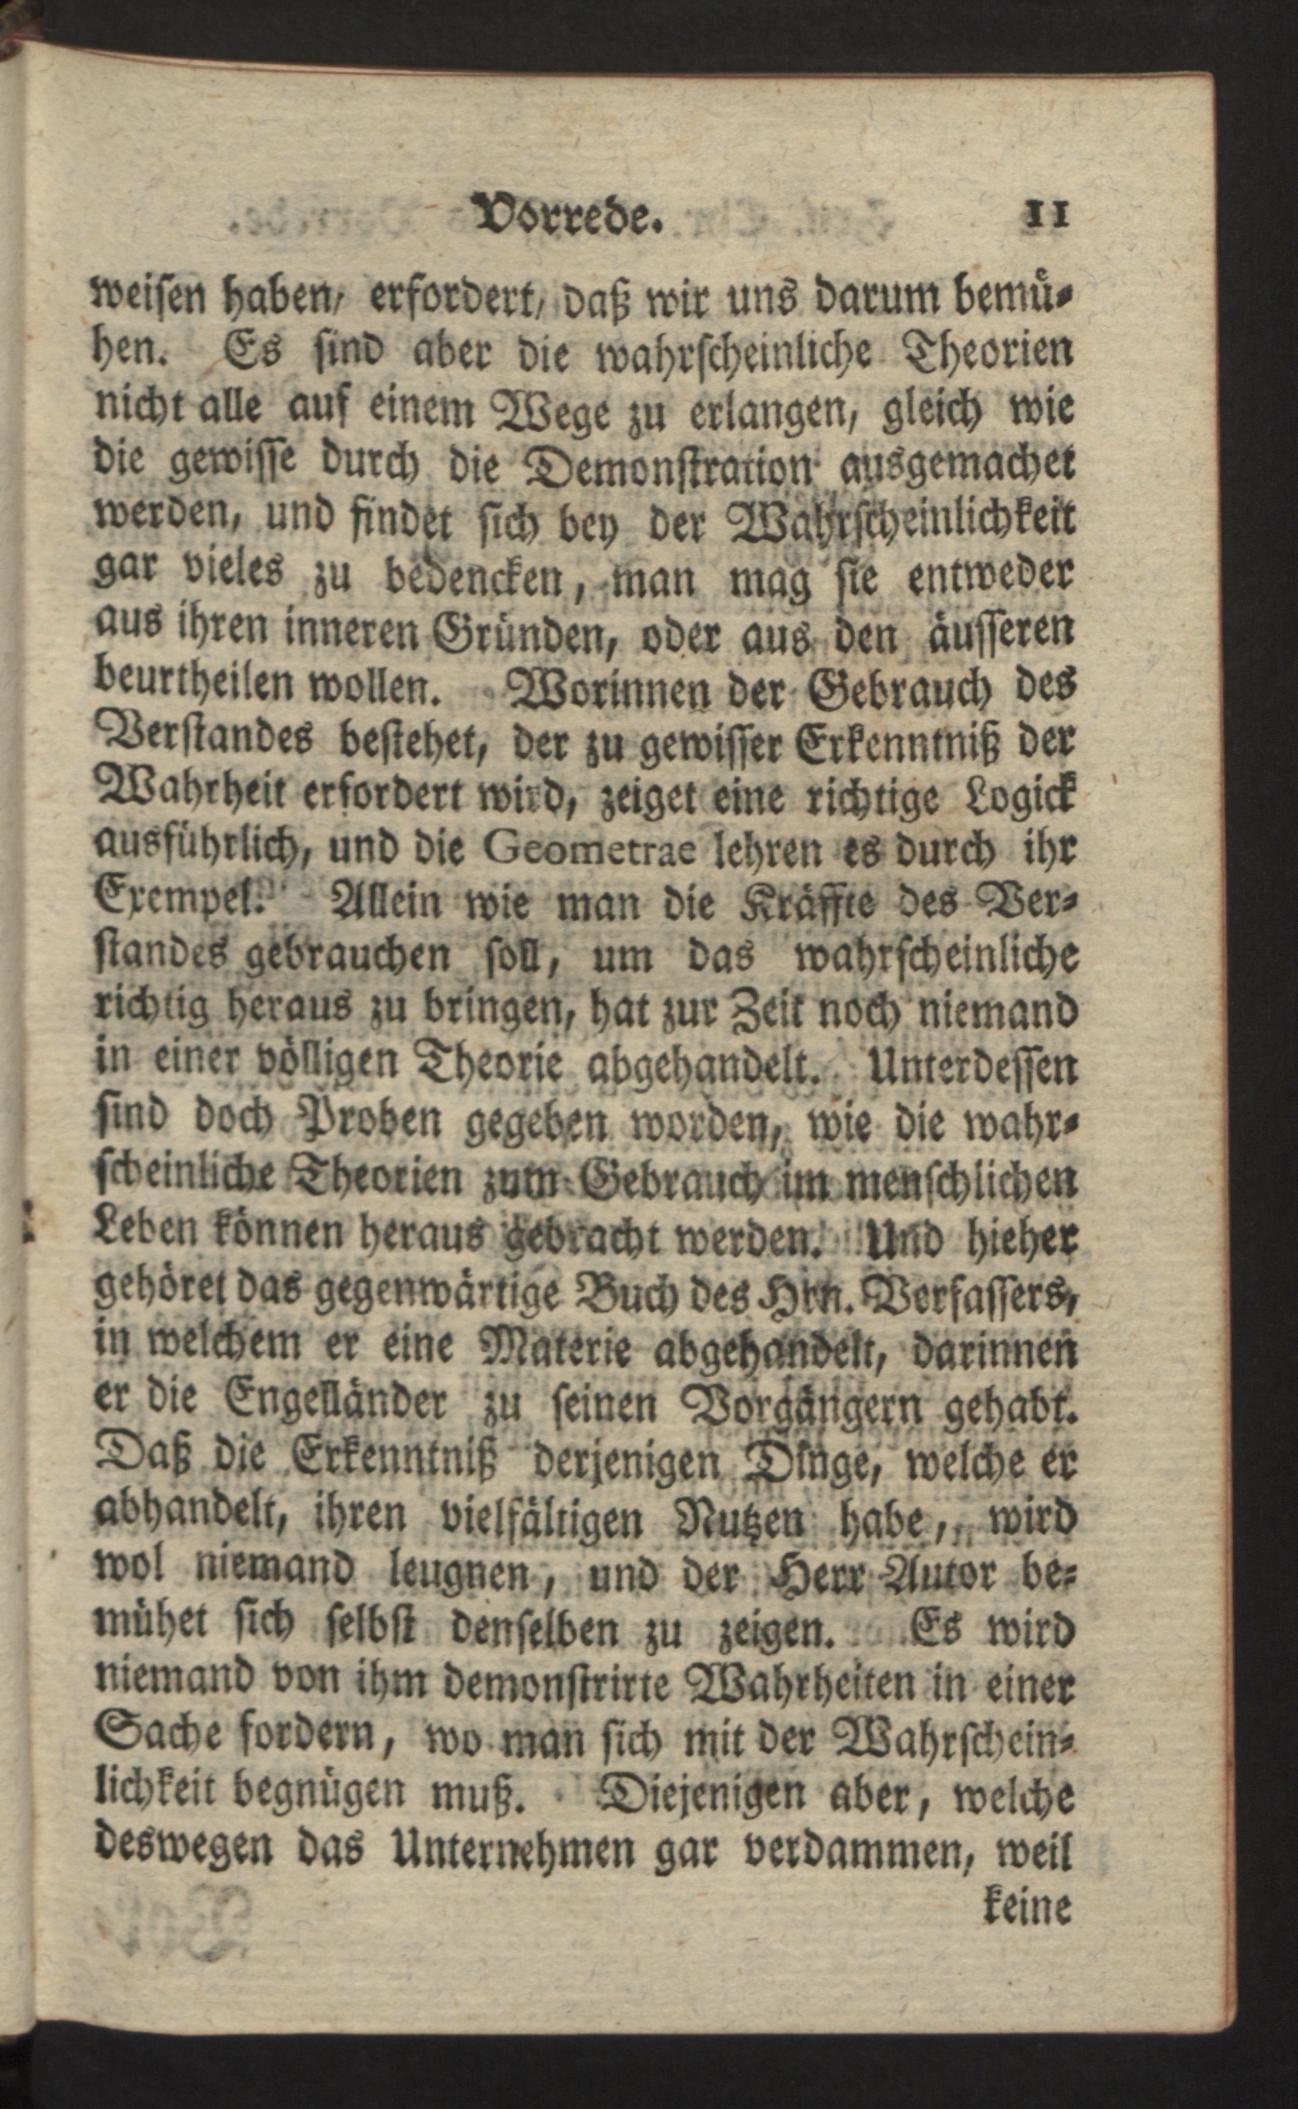 Vorrede. 11
weisen haben, erfordert, daß wir uns darum bemü-
hen. Es sind aber die wahrscheinliche Theorien
nicht alle auf einem Wege zu erlangen, gleich wie
die gewisse durch die Demonstration ausgemachet
werden, und findet sich bey der Wahrscheinlichkeit
gar vieles zu bedencken, man mag sie entweder
aus ihren inneren Gründen, oder aus den äusseren
beurtheilen wollen. Worinnen der Gebrauch des
Verstandes bestehet, der zu gewisser Erkenntniß der
Wahrheit erfordert wird, zeiget eine richtige Logick
ausführlich, und die Geometrae lehren es durch ihr
Exempel. Allein wie man die Kräffte des Ver-
standes gebrauchen soll, um das wahrscheinliche
richtig heraus zu bringen, hat zur Zeit noch niemand
in einer völligen Theorie abgehandelt. Unterdessen
sind doch Proben gegeben worden, wie die wahr-
scheinliche Theorien zum Gebrauch im menschlichen
Leben können heraus gebracht werden. Und hieher
gehöret das gegenwärtige Buch des Hrn. Verfassers,
in welchem er eine Materie abgehandelt, darinnen
er die Engelländer zu seinen Vorgängern gehabt.
Daß die Erkenntniß derjenigen Dinge, welche er
abhandelt, ihren vielfältigen Nutzen habe, wird
wol niemand leugnen, und der Herr Autor be-
mühet sich selbst denselben zu zeigen. Es wird
niemand von ihm demonstrirte Wahrheiten in einer
Sache fordern, wo man sich mit der Wahrschein-
lichkeit begnügen muß. Diejenigen aber, welche
deswegen das Unternehmen gar verdammen, weil
keine